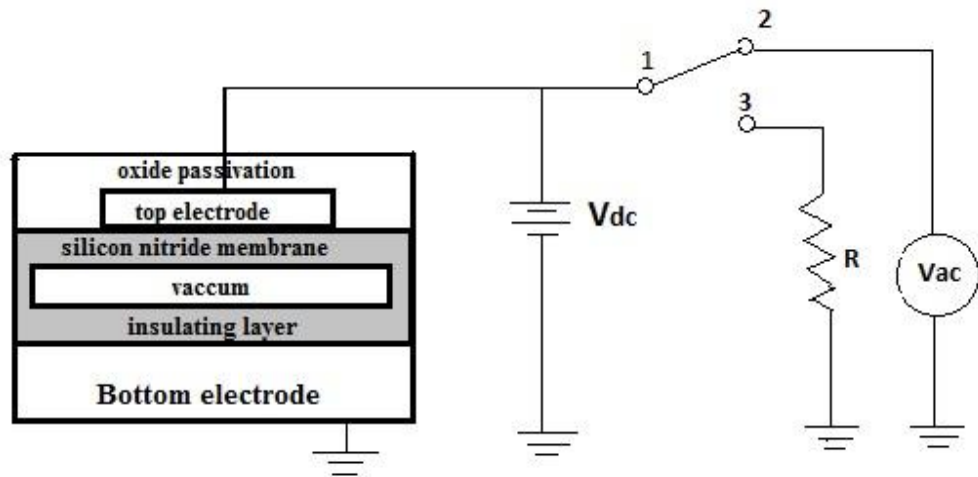 2
1
3
oxide passivation
top electrode
Vdc
silicon nitride membrane
R
Vac
vaccum
insulating layer
Bottom electrode